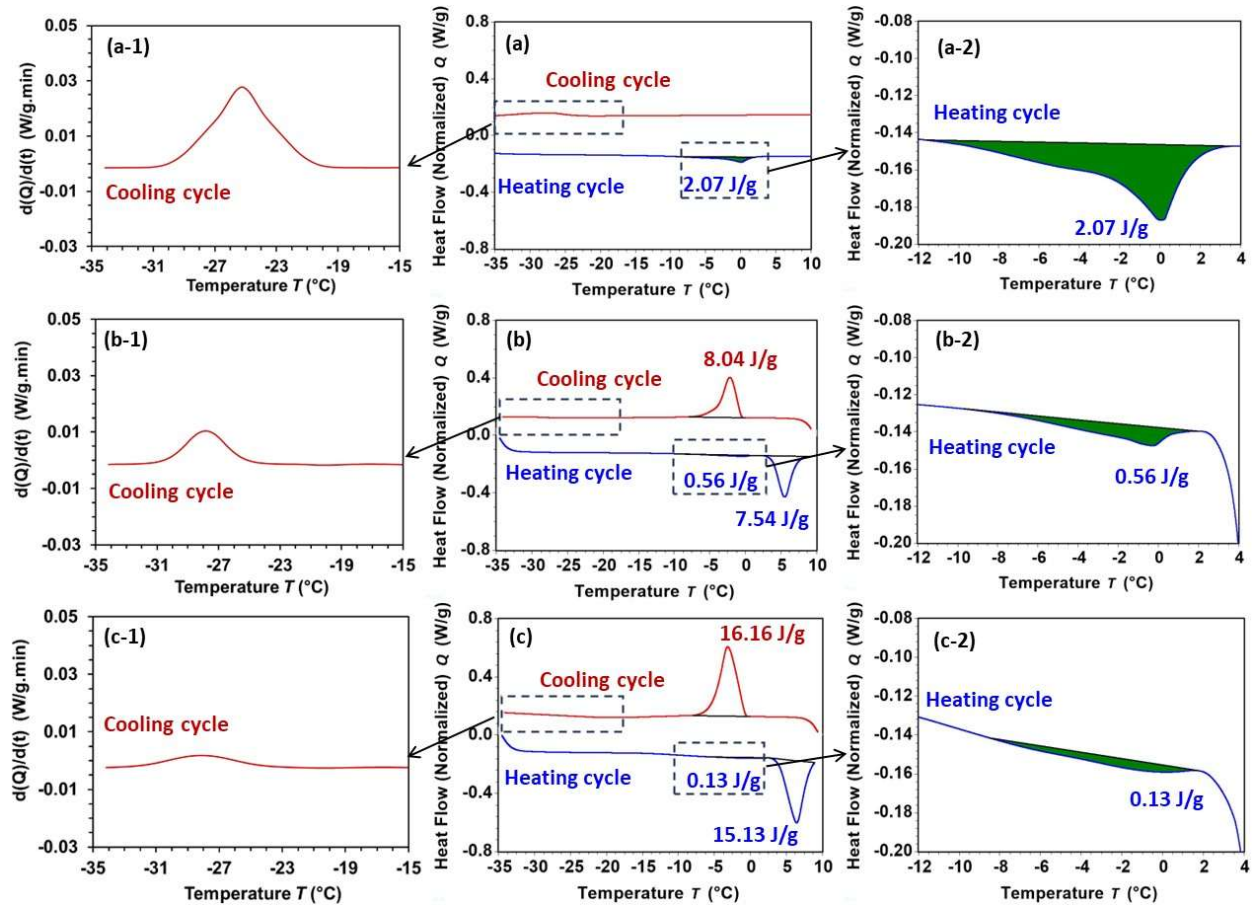 (a-1)
d(Q)/d(t) (W/g.min)
0.05
0.03
0.01
-0.01
-0.03
Cooling cycle
-34
-31
-27
-23
-19
-15
Temperature T (°C)
(a)
Heat Flow (Normalized) Q (W/g)
0.8
0.4
0.0
-0.4
-0.8
Cooling cycle
Heating cycle
2.07 J/g
-35
-30
-25
-20
-15
-10
-5
0
5
10
Temperature T (°C)
(a-2)
Heat Flow (Normalized) Q (W/g)
-0.08
-0.10
-0.12
-0.14
-0.16
-0.18
-0.20
Heating cycle
2.07 J/g
-12
-10
-8
-6
-4
-2
0
2
4
Temperature T (°C)
(b-1)
d(Q)/d(t) (W/g.min)
0.05
0.03
0.01
-0.01
-0.03
Cooling cycle
-35
-31
-27
-23
-19
-15
Temperature T (°C)
(b)
Heat Flow (Normalized) Q (W/g)
0.8
0.4
0.0
-0.4
-0.8
8.04 J/g
Cooling cycle
Heating cycle
0.56 J/g
7.54 J/g
-35
-30
-25
-20
-15
-10
-5
0
5
10
Temperature T (°C)
(b-2)
Heat Flow (Normalized) Q (W/g)
-0.08
-0.10
-0.12
-0.14
-0.16
-0.18
-0.20
Heating cycle
0.56 J/g
-12
-10
-8
-6
-4
-2
0
2
4
Temperature T (°C)
(c-1)
d(Q)/d(t) (W/g.min)
0.05
0.03
0.01
-0.01
-0.03
Cooling cycle
-35
-31
-27
-23
-19
-15
Temperature T (°C)
(c)
Heat Flow (Normalized) Q (W/g)
0.8
0.4
0.0
-0.4
-0.8
16.16 J/g
Cooling cycle
Heating cycle
0.13 J/g
15.13 J/g
-35
-30
-25
-20
-15
-10
-5
0
5
10
Temperature T (°C)
(c-2)
Heat Flow (Normalized) Q (W/g)
-0.08
-0.10
-0.12
-0.14
-0.16
-0.18
-0.20
Heating cycle
0.13 J/g
-12
-10
-8
-6
-4
-2
0
2
4
Temperature T (°C)